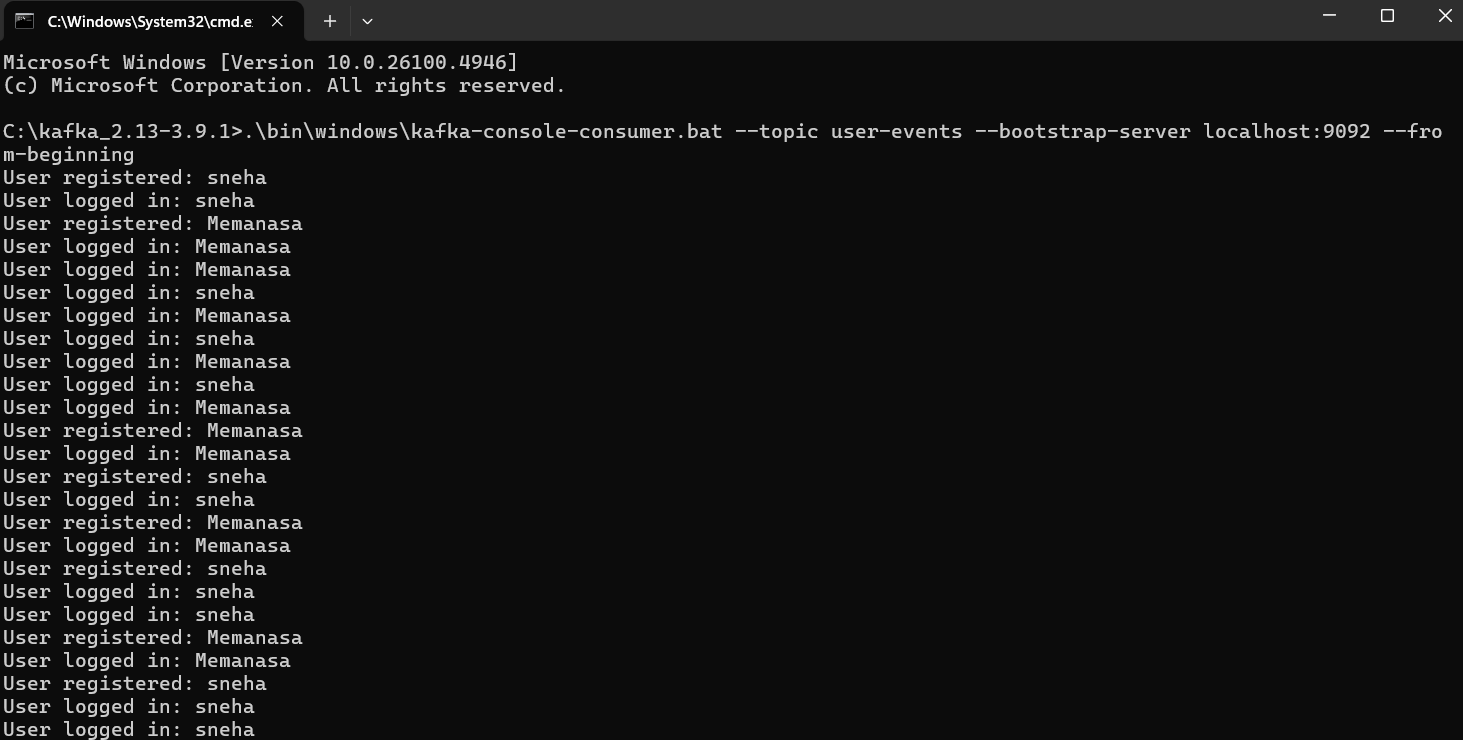 C:\Windows\System32\cmd.e
Microsoft Windows [Version 10.0.26100.4946]
(c) Microsoft Corporation. All rights reserved.
C:\kafka_2.13-3.9.1>.\bin\windows\kafka-console-consumer.bat --topic user-events --bootstrap-server localhost:9092 --fro
m-beginning
User registered: sneha
User logged in: sneha
User registered: Memanasa
User logged in: Memanasa
User logged in: Memanasa
User logged in: sneha
User logged in: Memanasa
User logged in: sneha
User logged in: Memanasa
User logged in: sneha
User logged in: Memanasa
User registered: Memanasa
User logged in: Memanasa
User registered: sneha
User logged in: sneha
User registered: Memanasa
User logged in: Memanasa
User registered: sneha
User logged in: sneha
User logged in: sneha
User registered: Memanasa
User logged in: Memanasa
User registered: sneha
User logged in: sneha
User logged in: sneha